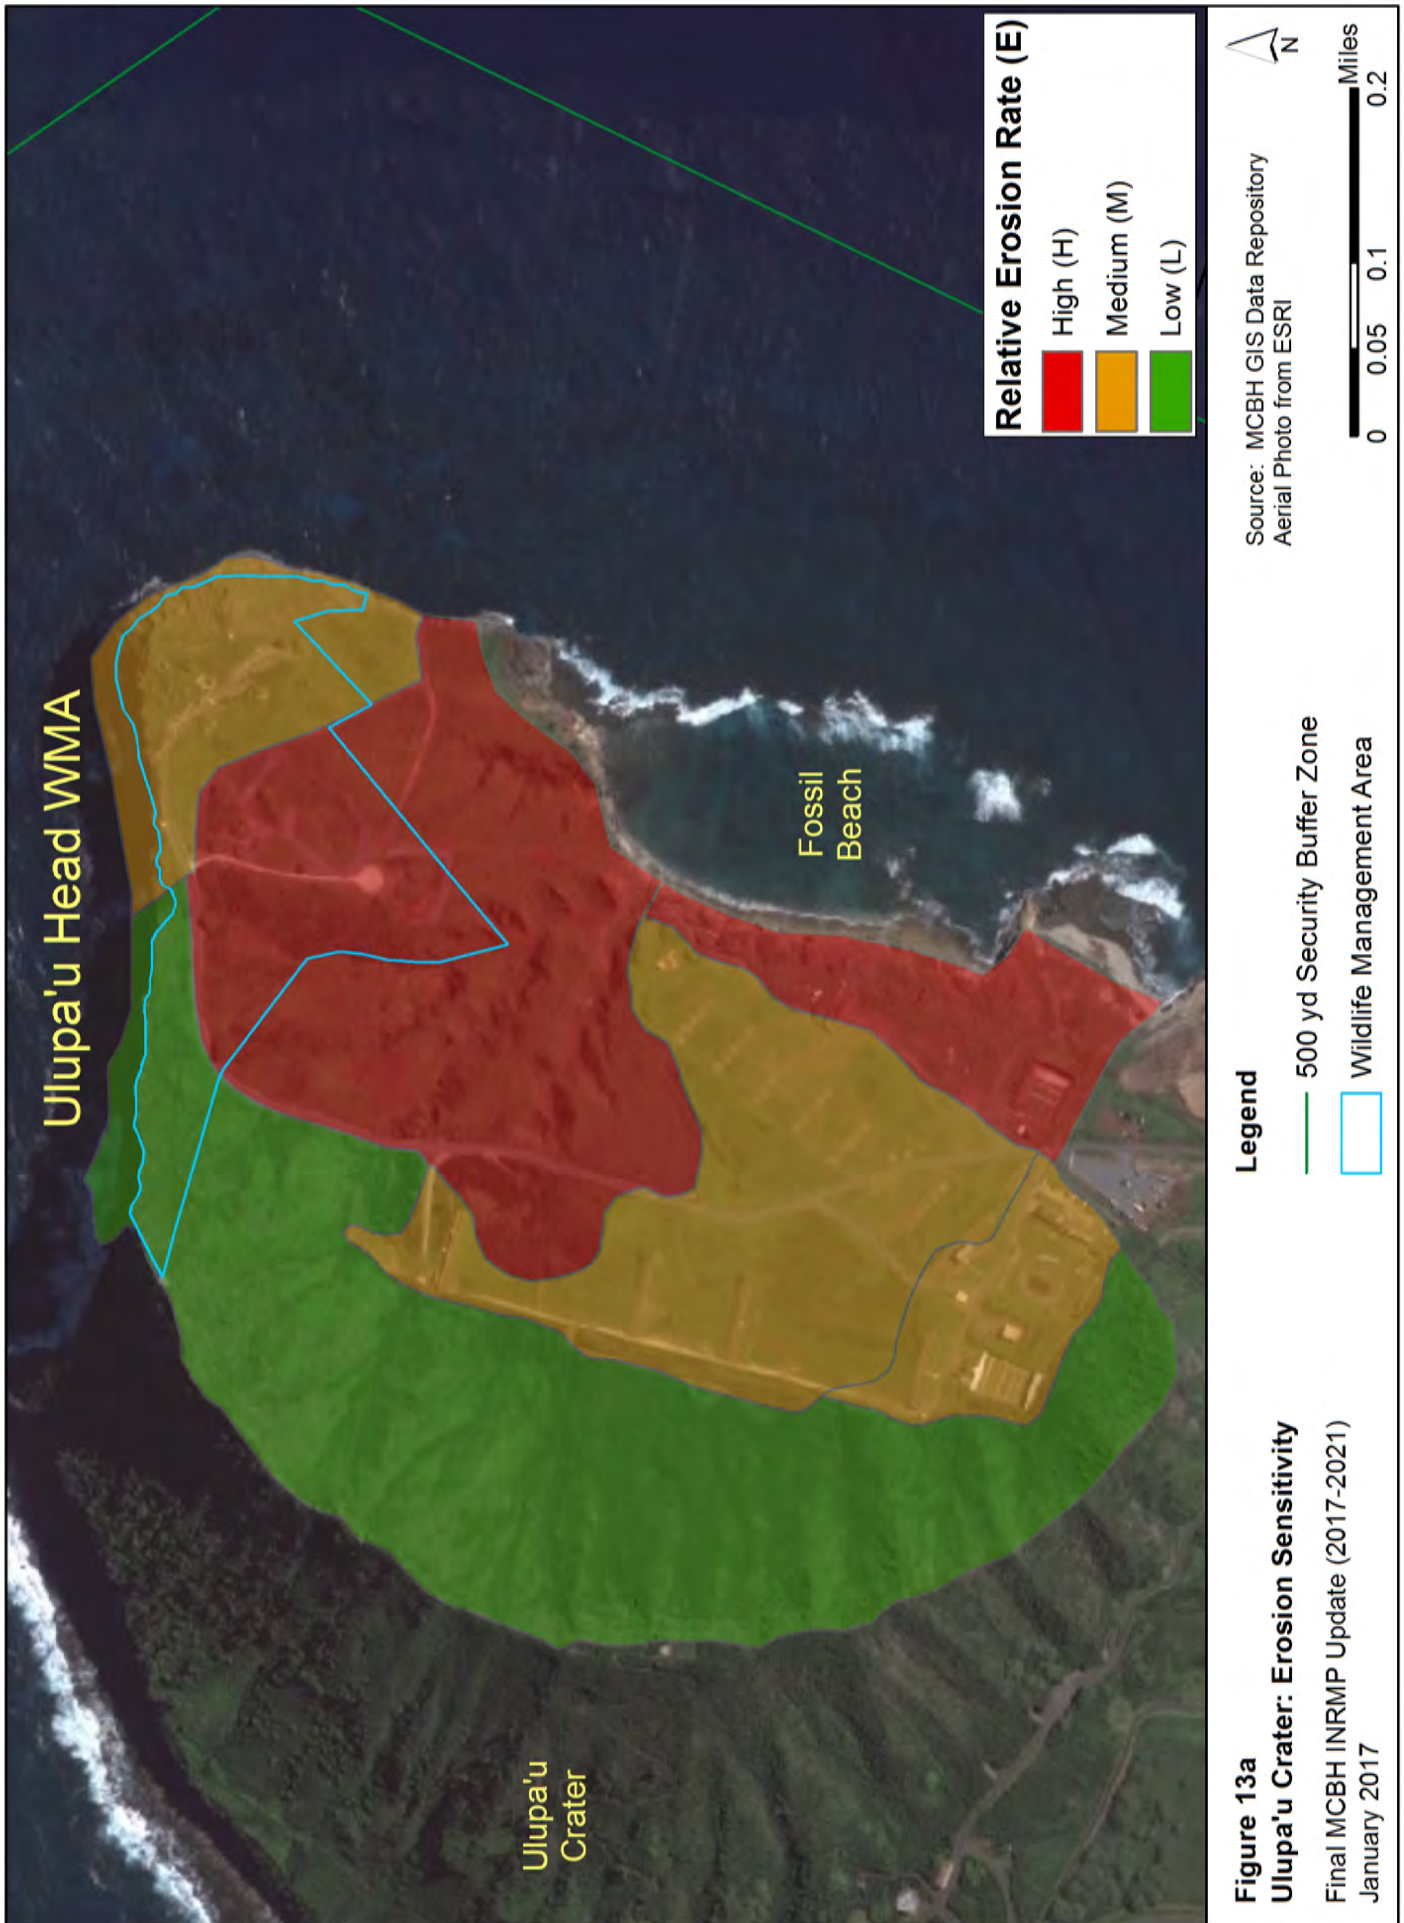 Ulupa'u Head WMA
Fossil
Beach
Ulupa'u
Crater
Relative Erosion Rate (E)
High (H)
Medium (M)
Low (L)
Figure 13a
Ulupa'u Crater: Erosion Sensitivity
Final MCBH INRMP Update (2017-2021)
January 2017
Legend
500 yd Security Buffer Zone
Wildlife Management Area
Source: MCBH GIS Data Repository
Aerial Photo from ESRI
N
Miles
0 0.05 0.1 0.2